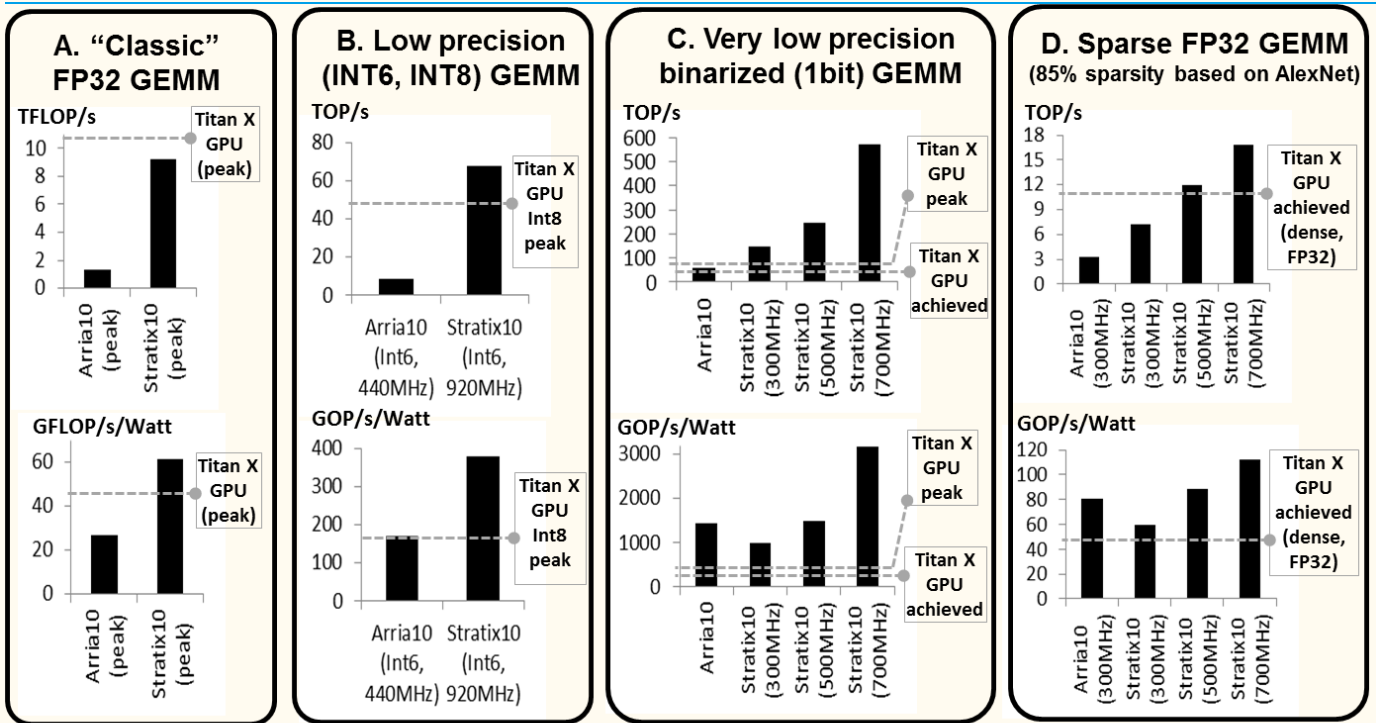 A. “Classic”
FP32 GEMM
TFLOP/s
10
8
6
4
2
0
Titan X
GPU
(peak)
Arria10
(peak)
Stratix10
(peak)
GFLOP/s/Watt
60
40
20
0
Titan X
GPU
(peak)
Arria10
(peak)
Stratix10
(peak)
B. Low precision
(INT6, INT8) GEMM
TOP/s
80
60
40
20
0
Titan X
GPU
Int8
peak
Arria10
(Int6,
440MHz)
Stratix10
(Int6,
920MHz)
GOP/s/Watt
400
300
200
100
0
Titan X
GPU
Int8
peak
Arria10
(Int6,
440MHz)
Stratix10
(Int6,
920MHz)
C. Very low precision
binarized (1bit) GEMM
TOP/s
600
500
400
300
200
100
0
Titan X
GPU
peak
Titan X
GPU
achieved
Arria10
Stratix10
(300MHz)
Stratix10
(500MHz)
Stratix10
(700MHz)
GOP/s/Watt
3000
2000
1000
0
Titan X
GPU
peak
Titan X
GPU
achieved
Arria10
Stratix10
(300MHz)
Stratix10
(500MHz)
Stratix10
(700MHz)
D. Sparse FP32 GEMM
(85% sparsity based on AlexNet)
TOP/s
18
15
12
9
6
3
0
Titan X
GPU
achieved
(dense,
FP32)
Arria10
(300MHz)
Stratix10
(300MHz)
Stratix10
(500MHz)
Stratix10
(700MHz)
GOP/s/Watt
120
100
80
60
40
20
0
Titan X
GPU
achieved
(dense,
FP32)
Arria10
(300MHz)
Stratix10
(300MHz)
Stratix10
(500MHz)
Stratix10
(700MHz)